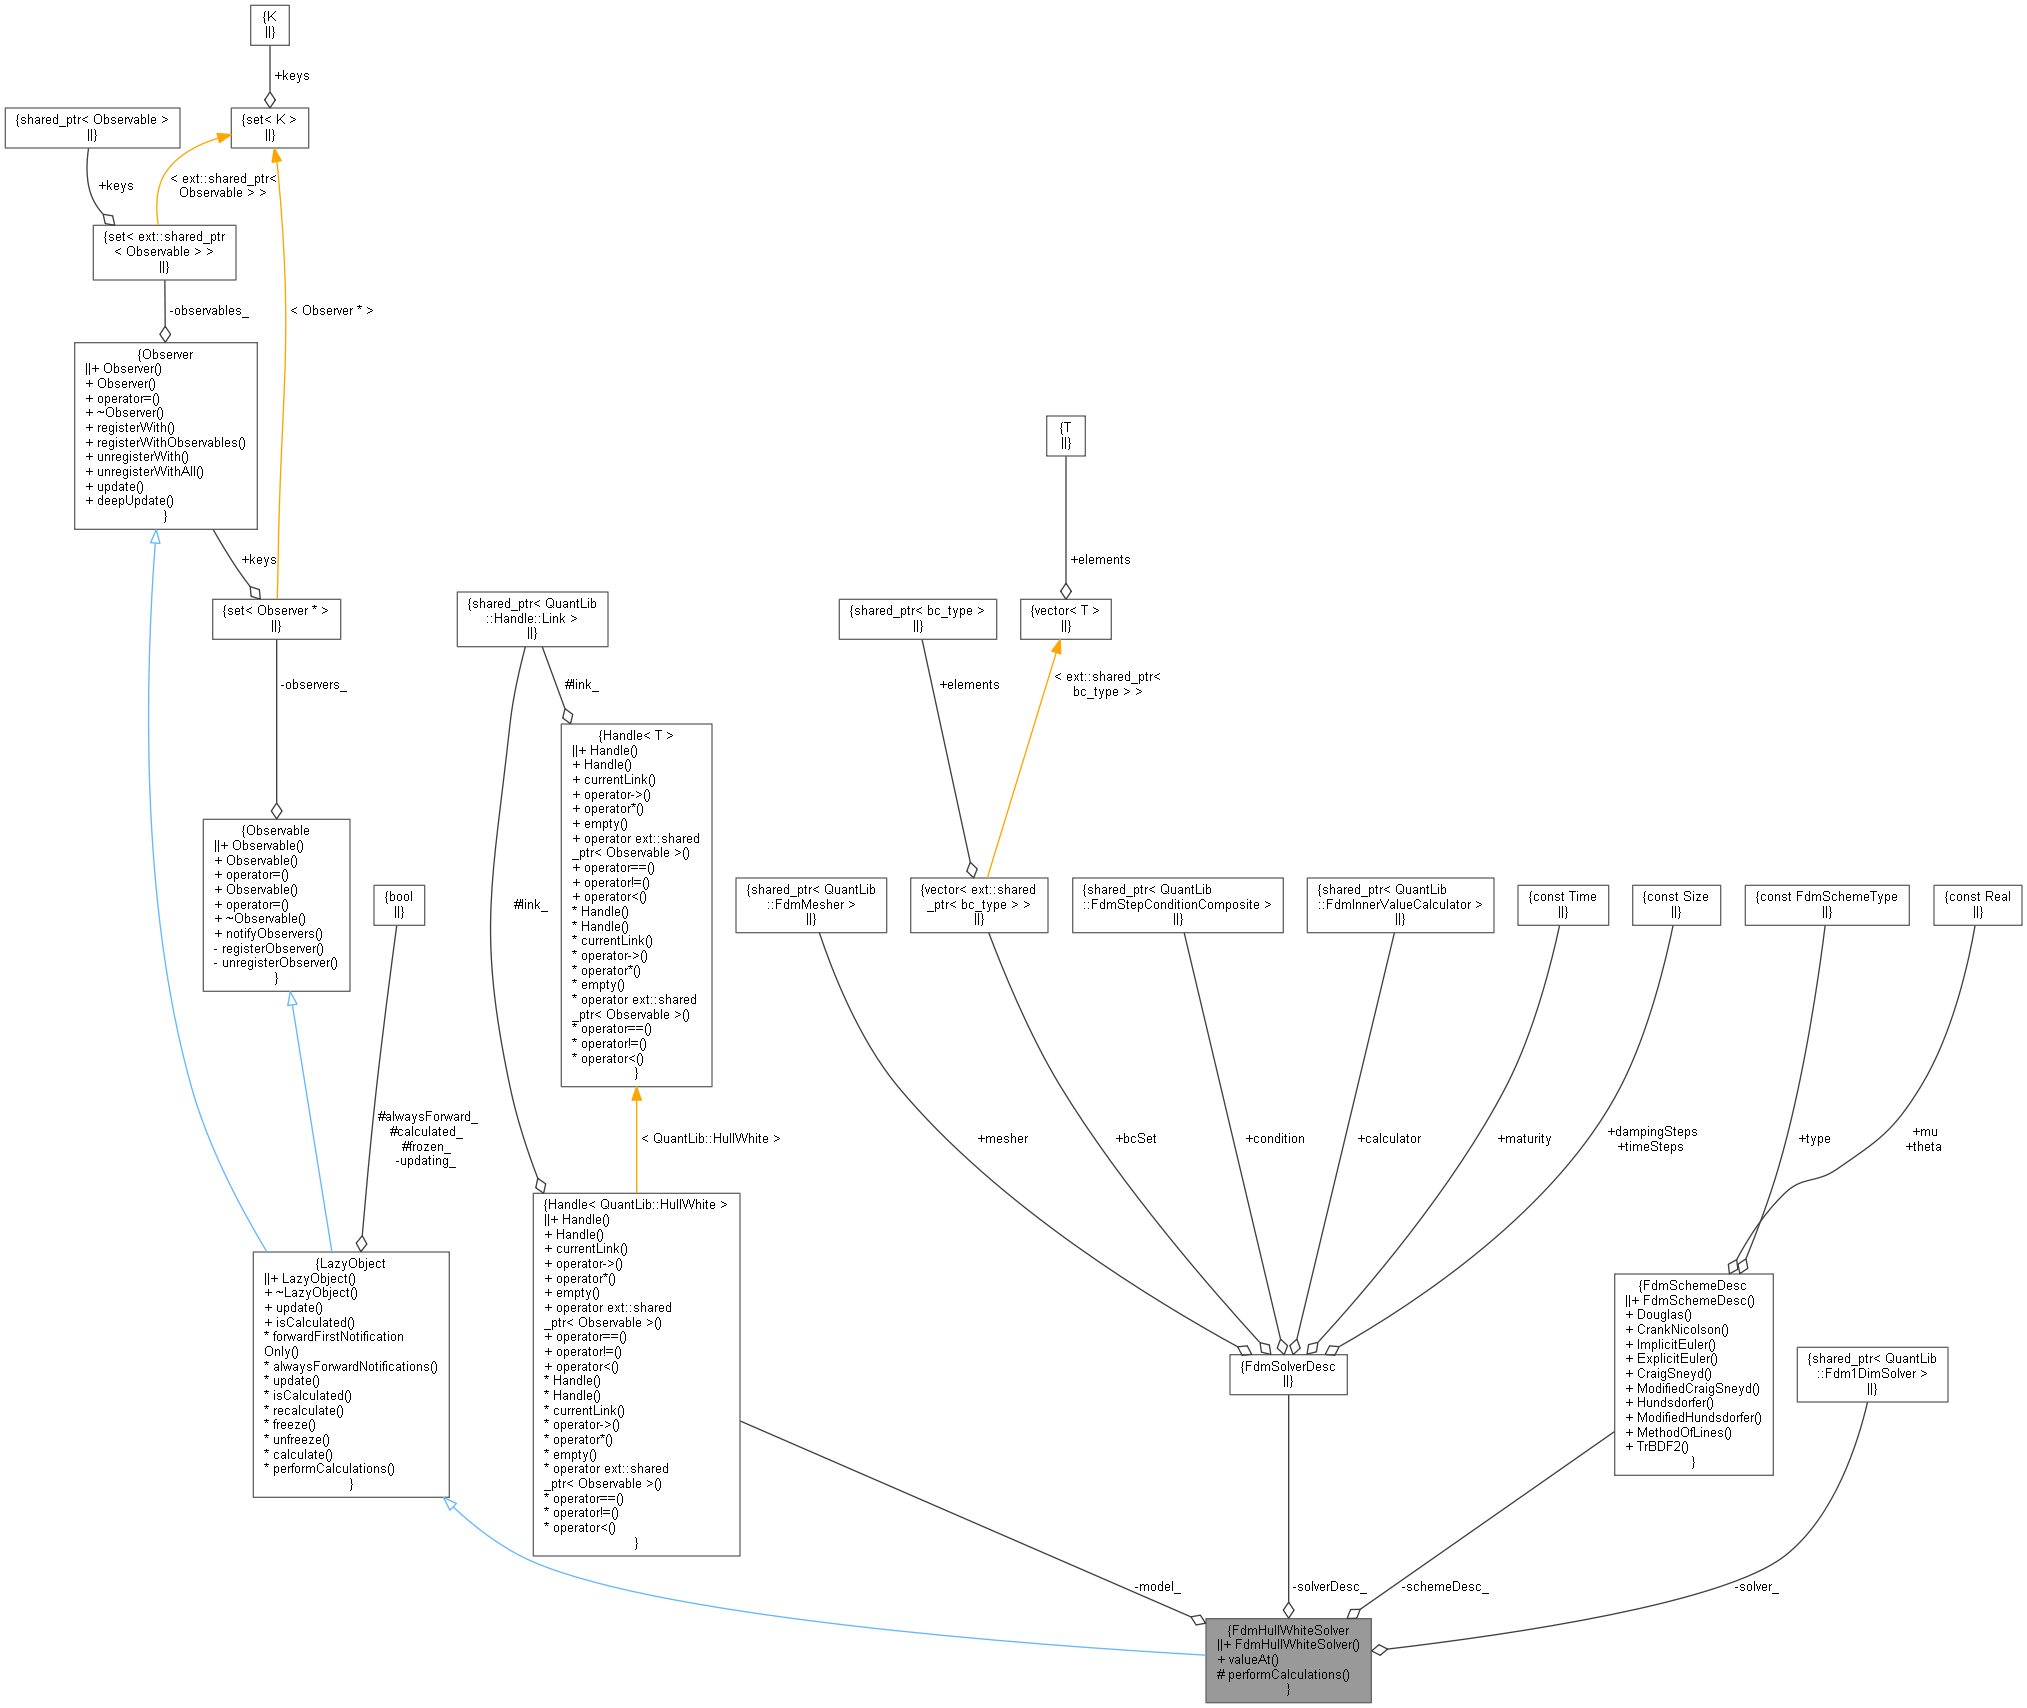 {K
||}
+keys
{shared_ptr< Observable >
||}
{set< K >
||}
+keys
< ext::shared_ptr<
Observable > >
{set< ext::shared_ptr
< Observable > >
||}
-observables_
< Observer * >
{Observer
||+ Observer()
+ Observer()
+ operator=()
+ ~Observer()
+ registerWith()
+ registerWithObservables()
+ unregisterWith()
+ unregisterWithAll()
+ update()
+ deepUpdate()
}
+keys
{set< Observer * >
||}
-observers_
{Observable
||+ Observable()
+ Observable()
+ operator=()
+ Observable()
+ operator=()
+ ~Observable()
+ notifyObservers()
- registerObserver()
- unregisterObserver()
}
{bool
||}
#alwaysForward_
#calculated_
#frozen_
-updating_
{LazyObject
||+ LazyObject()
+ ~LazyObject()
+ update()
+ isCalculated()
* forwardFirstNotification
Only()
* alwaysForwardNotifications()
* update()
* isCalculated()
* recalculate()
* freeze()
* unfreeze()
* calculate()
* performCalculations()
}
{shared_ptr< QuantLib
::Handle::Link >
||}
#link_
#link_
{Handle< T >
||+ Handle()
+ Handle()
+ currentLink()
+ operator->()
+ operator*()
+ empty()
+ operator ext::shared
_ptr< Observable >()
+ operator==()
+ operator!=()
+ operator<()
* Handle()
* Handle()
* currentLink()
* operator->()
* operator*()
* empty()
* operator ext::shared
_ptr< Observable >()
* operator==()
* operator!=()
* operator<()
}
< QuantLib::HullWhite >
{Handle< QuantLib::HullWhite >
||+ Handle()
+ Handle()
+ currentLink()
+ operator->()
+ operator*()
+ empty()
+ operator ext::shared
_ptr< Observable >()
+ operator==()
+ operator!=()
+ operator<()
* Handle()
* Handle()
* currentLink()
* operator->()
* operator*()
* empty()
* operator ext::shared
_ptr< Observable >()
* operator==()
* operator!=()
* operator<()
}
{T
||}
+elements
{shared_ptr< bc_type >
||}
{vector< T >
||}
+elements
< ext::shared_ptr<
bc_type > >
{shared_ptr< QuantLib
::FdmMesher >
||}
{vector< ext::shared
_ptr< bc_type > >
||}
{shared_ptr< QuantLib
::FdmStepConditionComposite >
||}
{shared_ptr< QuantLib
::FdmInnerValueCalculator >
||}
{const Time
||}
{const Size
||}
{const FdmSchemeType
||}
{const Real
||}
+mesher
+bcSet
+condition
+calculator
+maturity
+dampingSteps
+timeSteps
+type
+mu
+theta
{FdmSolverDesc
||}
{FdmSchemeDesc
||+ FdmSchemeDesc()
+ Douglas()
+ CrankNicolson()
+ ImplicitEuler()
+ ExplicitEuler()
+ CraigSneyd()
+ ModifiedCraigSneyd()
+ Hundsdorfer()
+ ModifiedHundsdorfer()
+ MethodOfLines()
+ TrBDF2()
}
{shared_ptr< QuantLib
::Fdm1DimSolver >
||}
-model_
-solverDesc_
-schemeDesc_
-solver_
{FdmHullWhiteSolver
||+ FdmHullWhiteSolver()
+ valueAt()
# performCalculations()
}